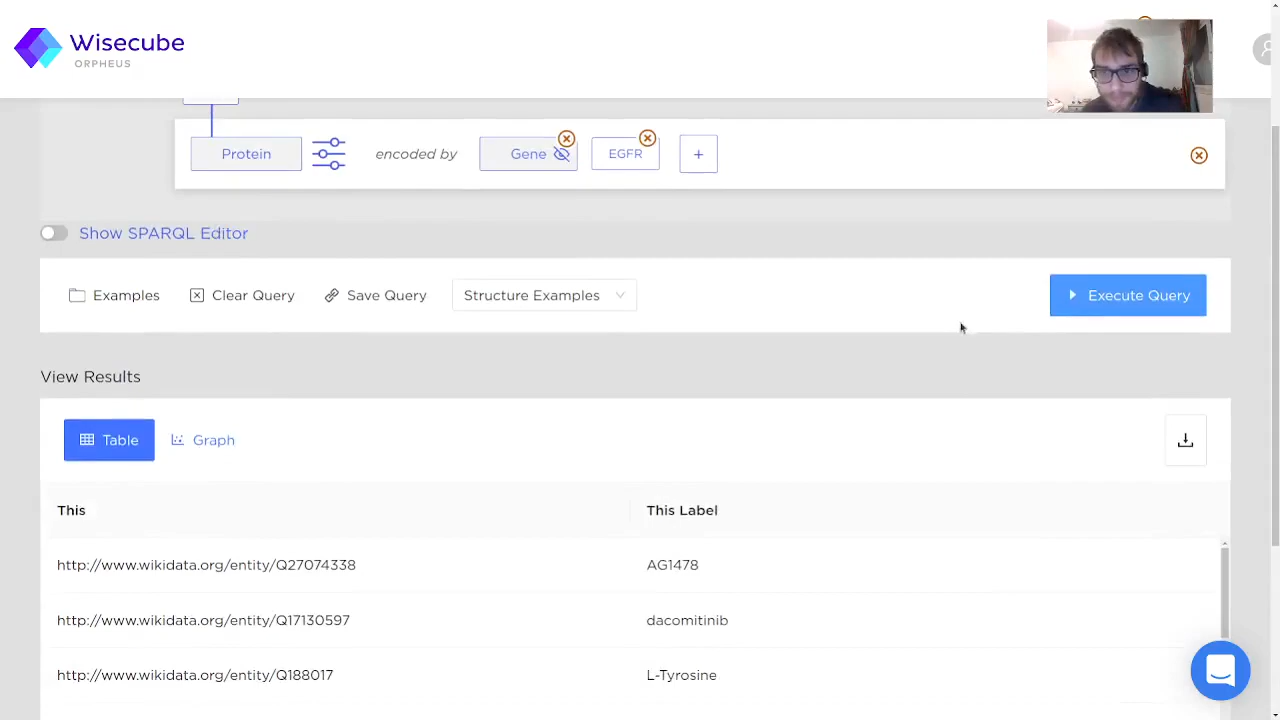 Wisecube
ORPHEUS
Protein encoded by Gene EGFR +
Show SPARQL Editor
Examples Clear Query Save Query Structure Examples Execute Query
View Results
Table Graph
This This Label
http://www.wikidata.org/entity/Q27074338 AG1478
http://www.wikidata.org/entity/Q17130597 dacomitinib
http://www.wikidata.org/entity/Q188017 L-Tyrosine